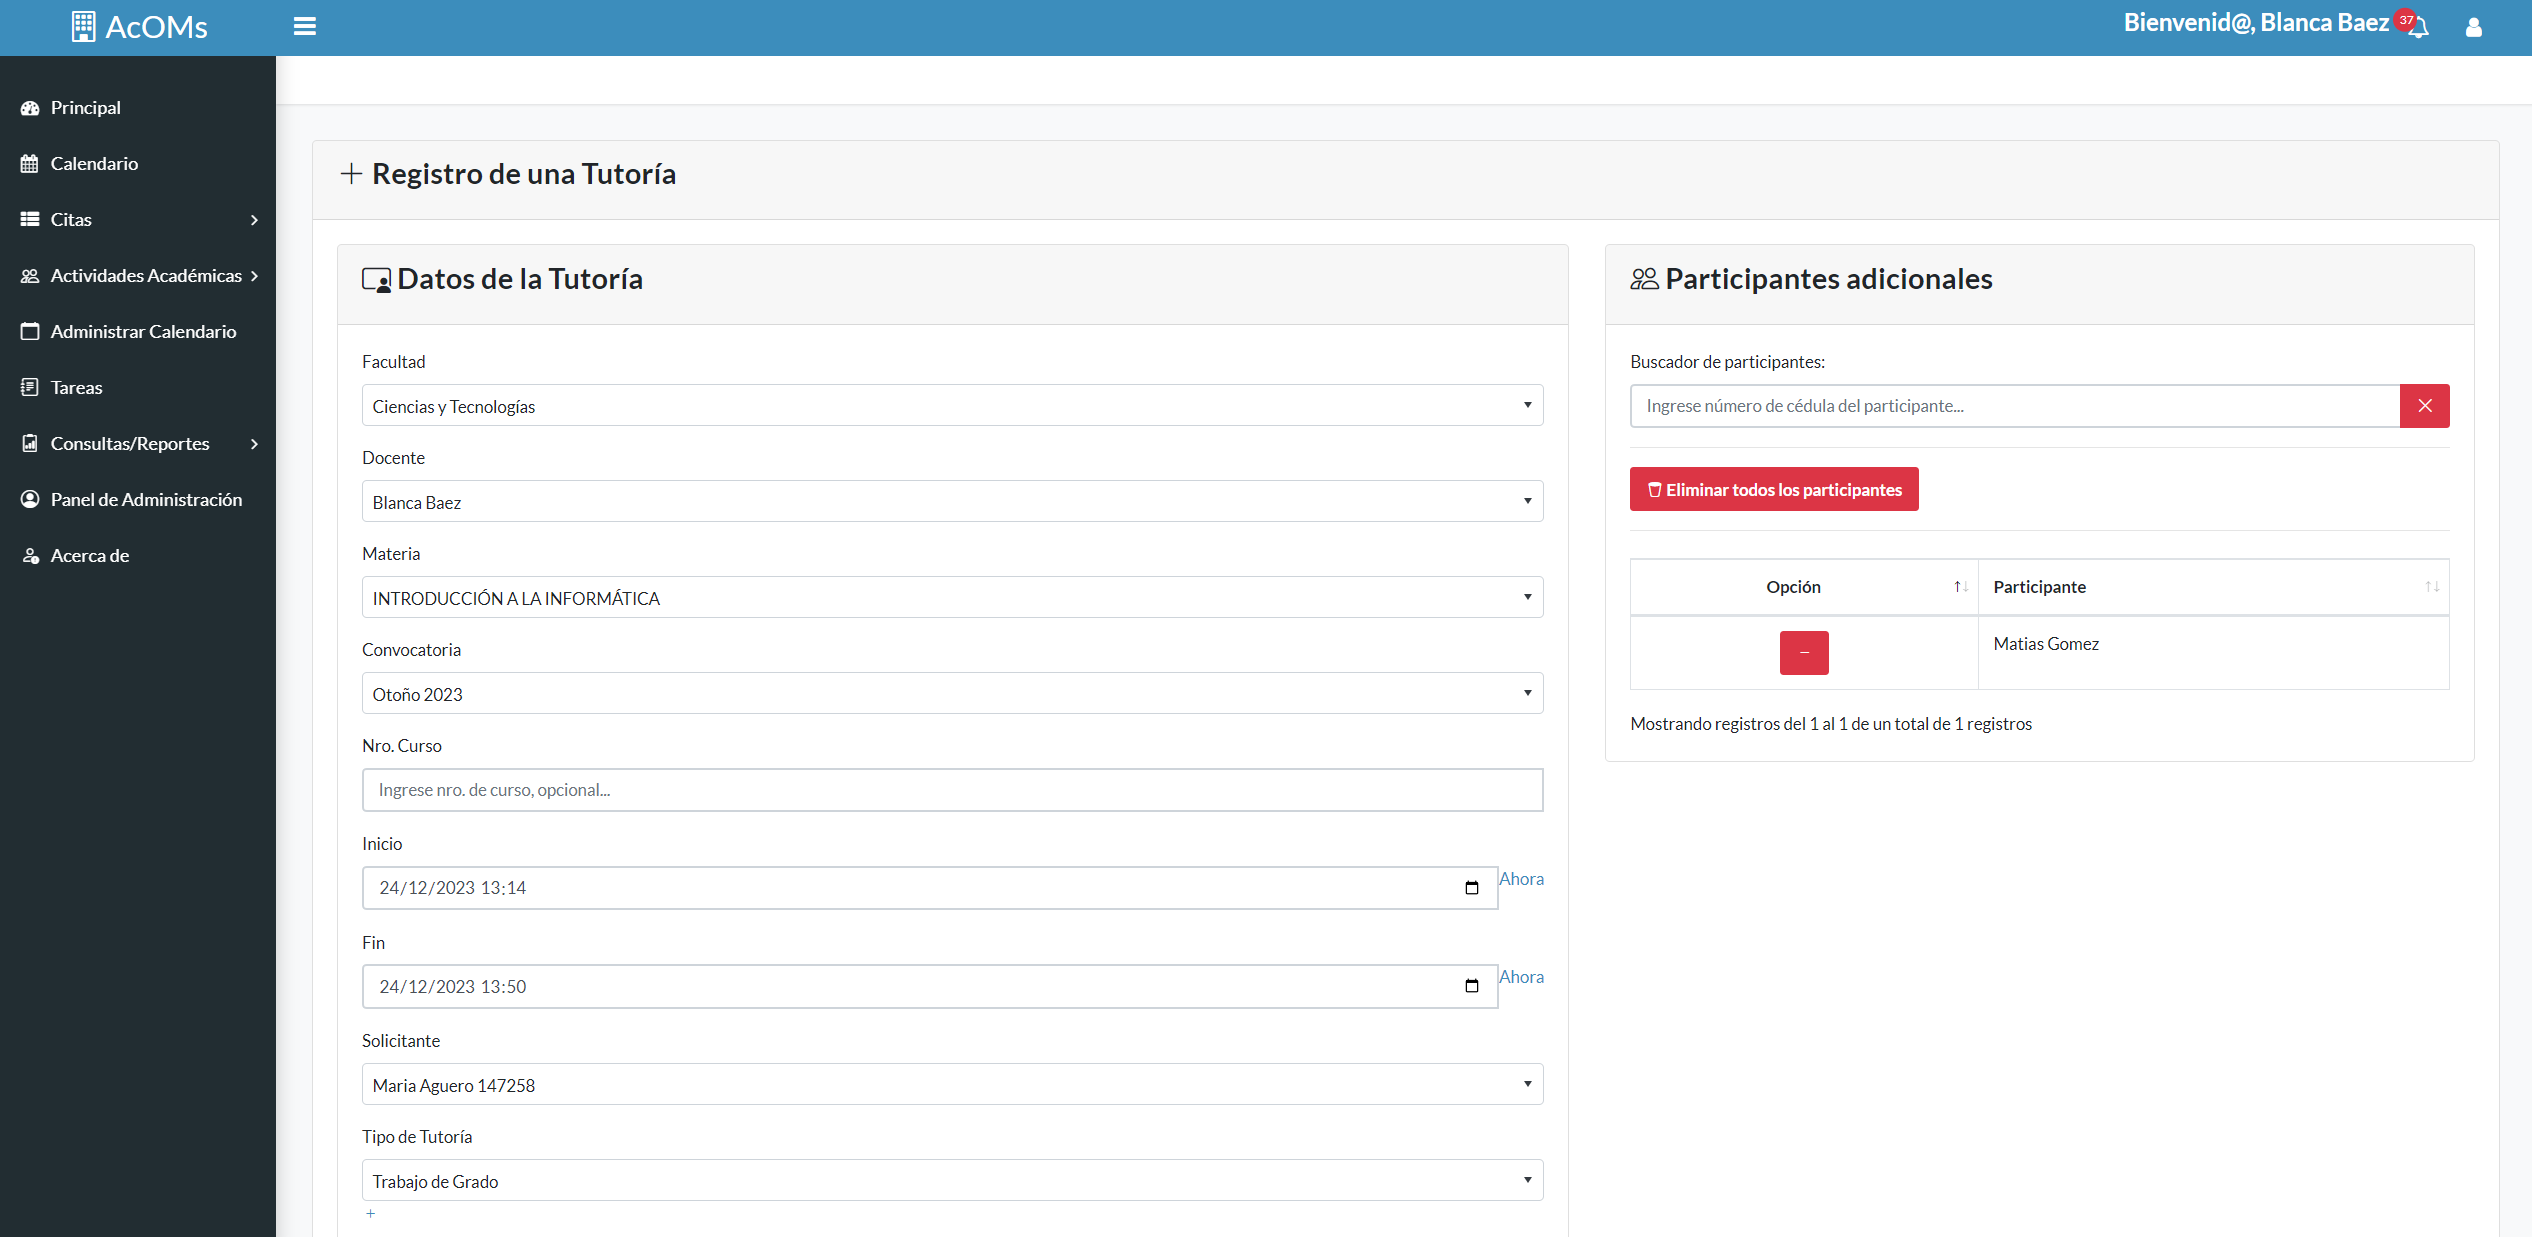 AcOMs
Bienvenid@, Blanca Baez
37
Principal
Calendario
Citas
Actividades Académicas
Administrar Calendario
Tareas
Consultas/Reportes
Panel de Administración
Acerca de
Registro de una Tutoría
Datos de la Tutoría
Facultad
Ciencias y Tecnologías
Docente
Blanca Baez
Materia
INTRODUCCIÓN A LA INFORMÁTICA
Convocatoria
Otoño 2023
Nro. Curso
Ingrese nro. de curso, opcional...
Inicio
24/12/2023 13:14
Ahora
Fin
24/12/2023 13:50
Ahora
Solicitante
Maria Aguero 147258
Tipo de Tutoría
Trabajo de Grado
+
Participantes adicionales
Buscador de participantes:
Ingrese número de cédula del participante...
Eliminar todos los participantes
Opción
Participante
Matias Gomez
Mostrando registros del 1 al 1 de un total de 1 registros